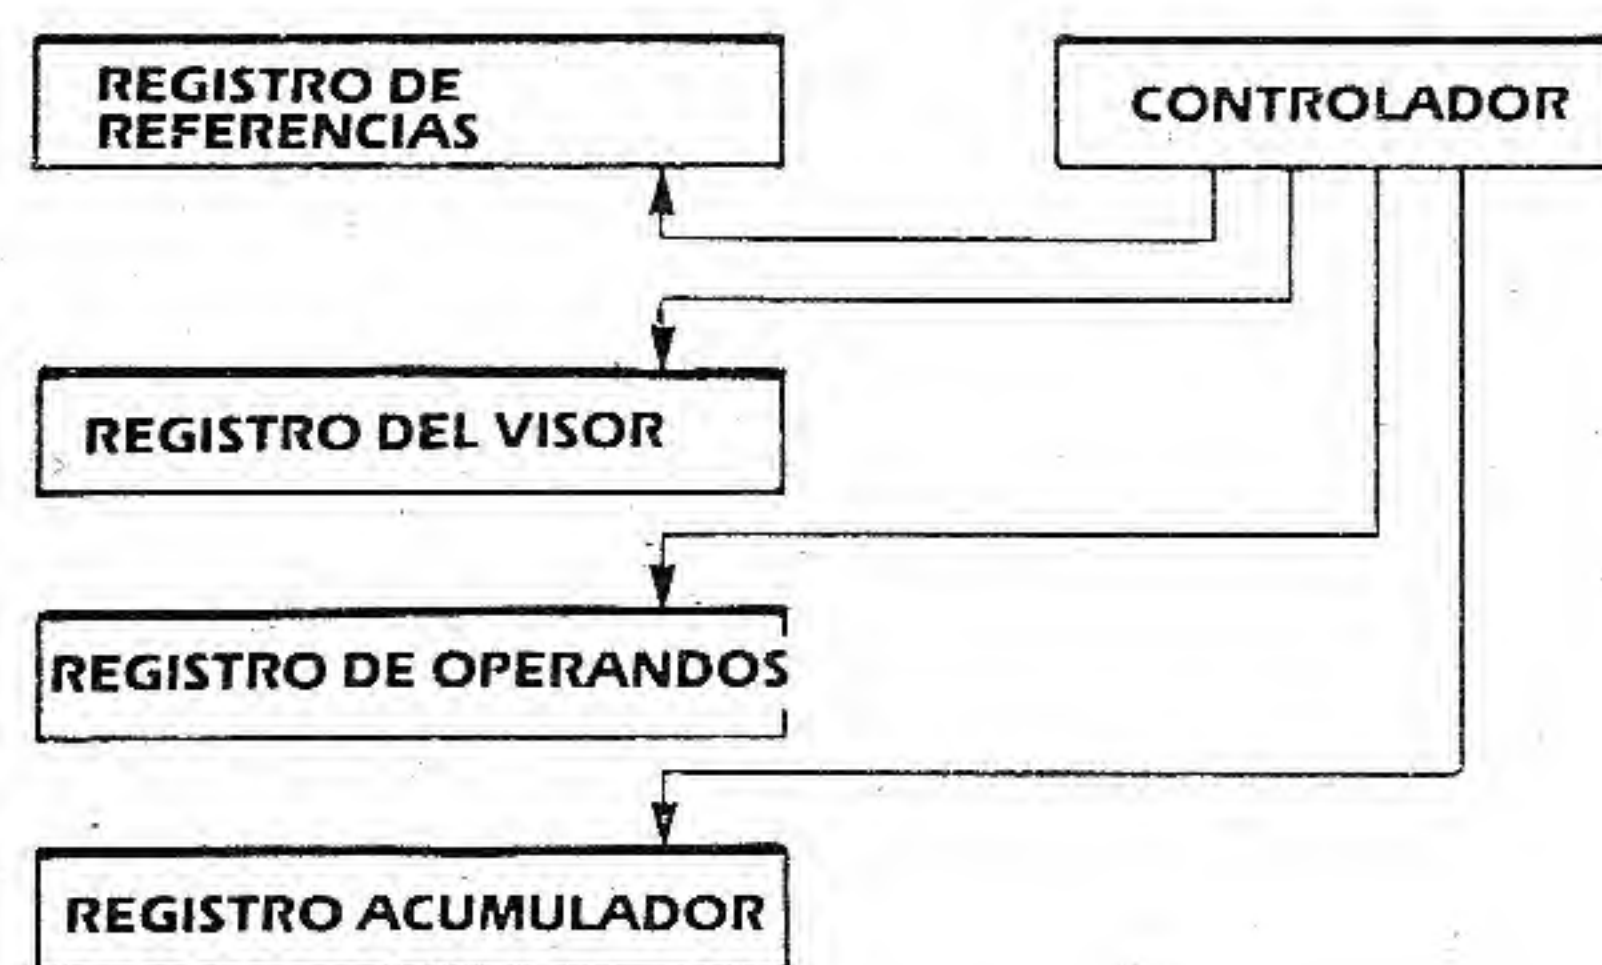 REGISTRO DE
REFERENCIAS
CONTROLADOR
REGISTRO DEL VISOR
REGISTRO DE OPERANDOS
REGISTRO ACUMULADOR